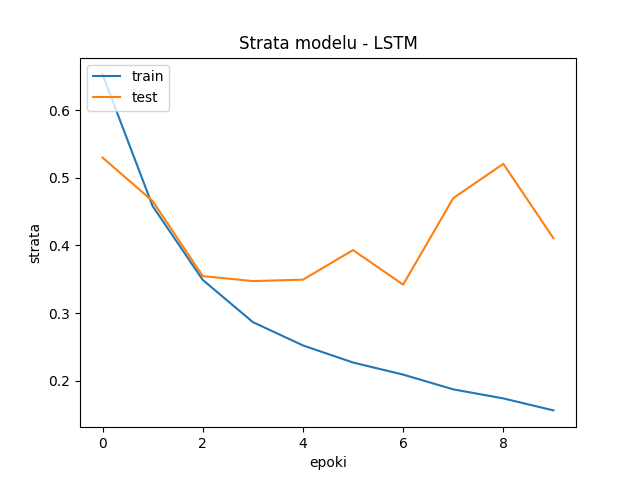 Strata modelu - LSTM
train
test
0.6
0.5
0.4
0.3
0.2
strata
0 2 4 6 8
epoki